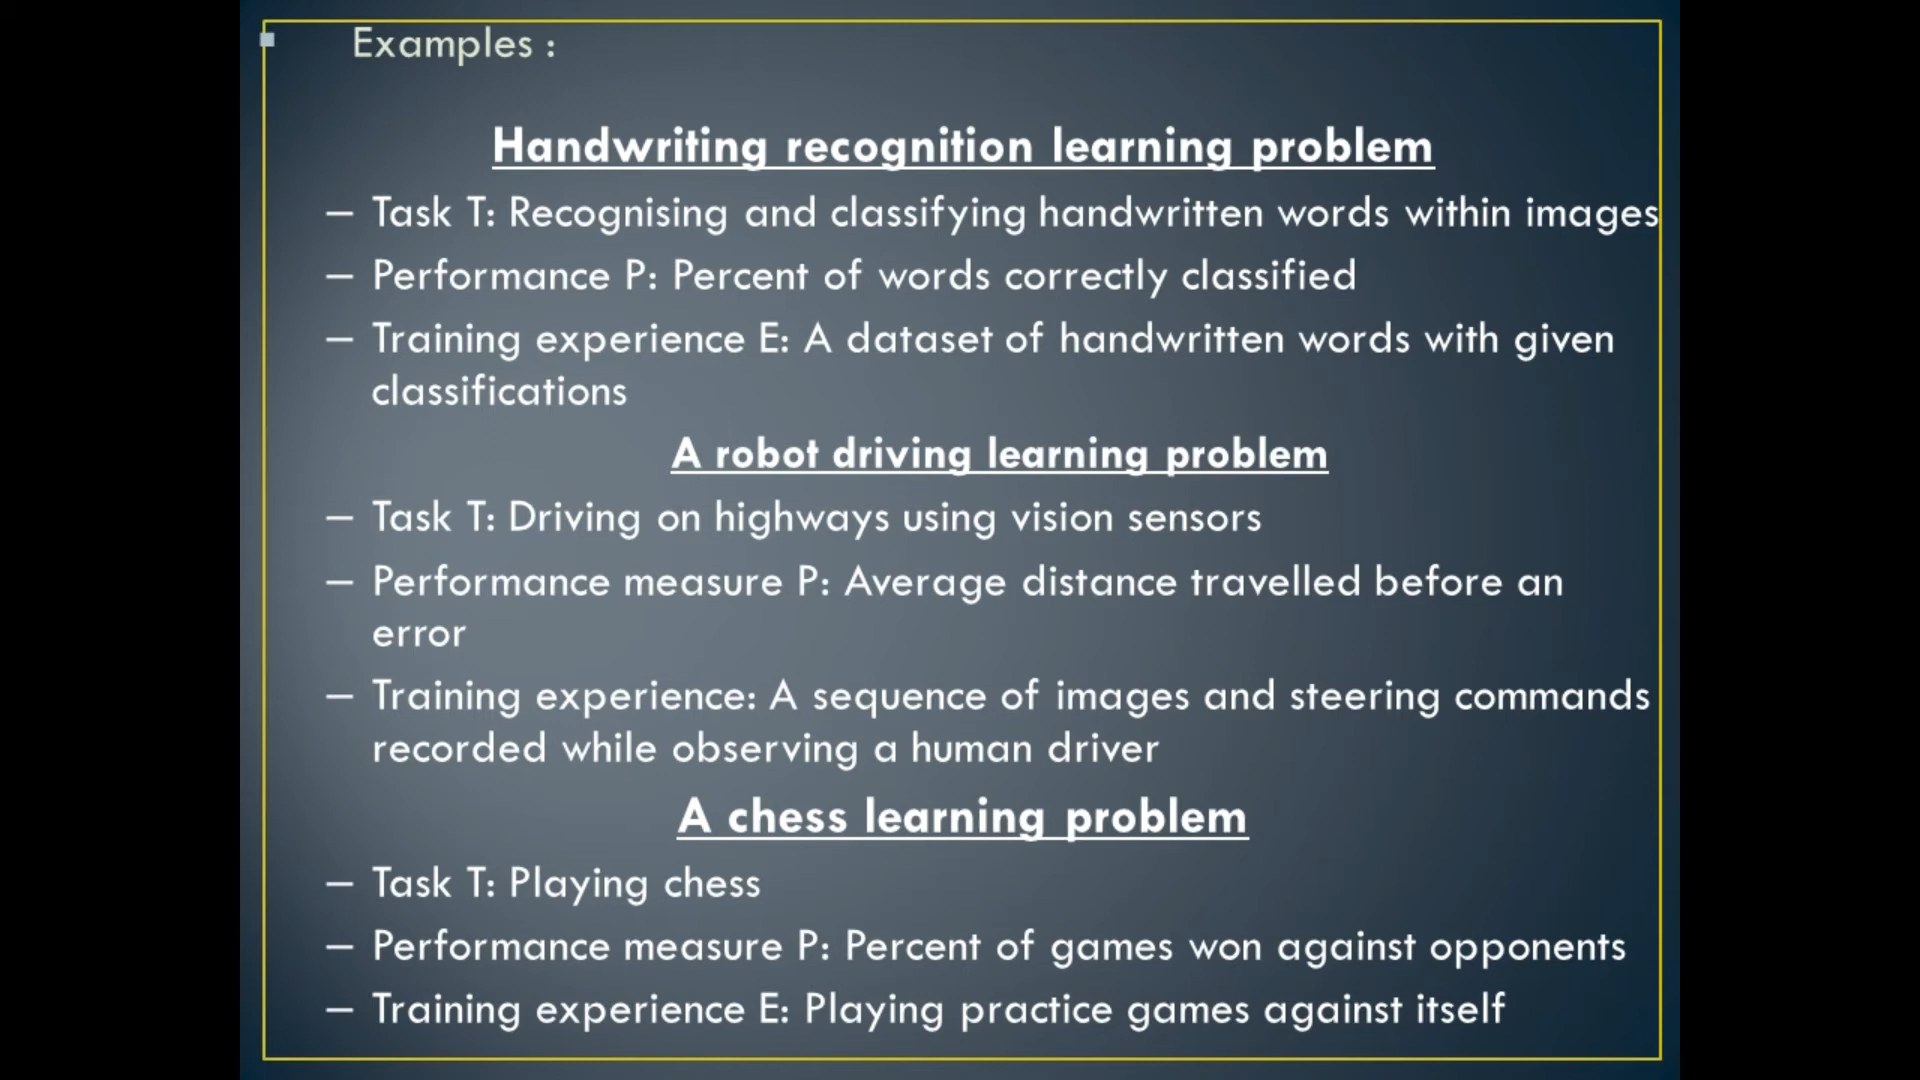 Examples :
Handwriting recognition learning problem
– Task T: Recognising and classifying handwritten words within images
– Performance P: Percent of words correctly classified
– Training experience E: A dataset of handwritten words with given
classifications
A robot driving learning problem
– Task T: Driving on highways using vision sensors
– Performance measure P: Average distance travelled before an
error
– Training experience: A sequence of images and steering commands
recorded while observing a human driver
A chess learning problem
– Task T: Playing chess
– Performance measure P: Percent of games won against opponents
– Training experience E: Playing practice games against itself